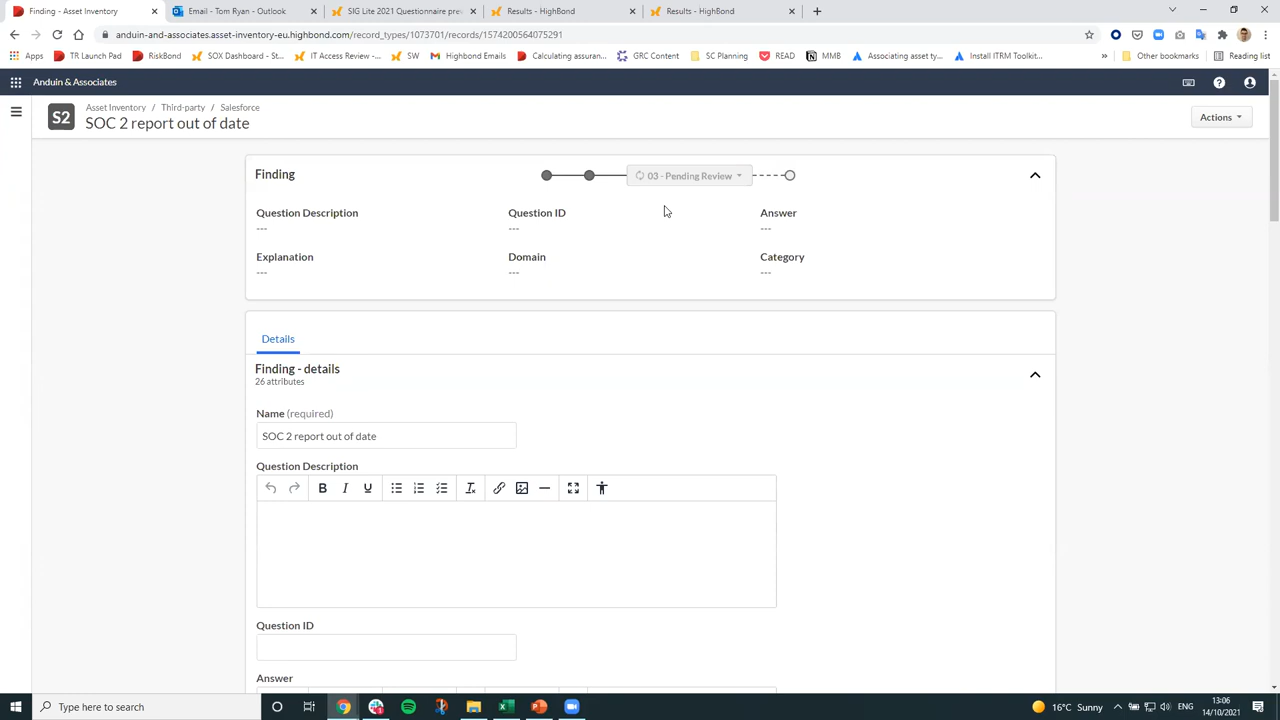 Finding - Asset Inventory
Email - Tom Ryan - Outlook
SIG Lite 2021 Questionnaire pre
Results - HighBond
Results - HighBond
anduin-and-associates.asset-inventory-eu.highbond.com/record_types/1073701/records/1574200564075291
Apps
TR Launch Pad
RiskBond
SOX Dashboard - St...
IT Access Review -...
SW
Highbond Emails
Calculating assuran...
GRC Content
SC Planning
READ
MMB
Associating asset ty...
Install ITRM Toolkit...
»
Other bookmarks
Reading list
Anduin & Associates
S2
Asset Inventory / Third-party / Salesforce
SOC 2 report out of date
Actions
Finding
03 - Pending Review
Question Description
Question ID
Answer
---
---
---
Explanation
Domain
Category
---
---
---
Details
Finding - details
26 attributes
Name (required)
SOC 2 report out of date
Question Description
B I U
Question ID
Answer
Type here to search
16°C Sunny
ENG
13:06
14/10/2021